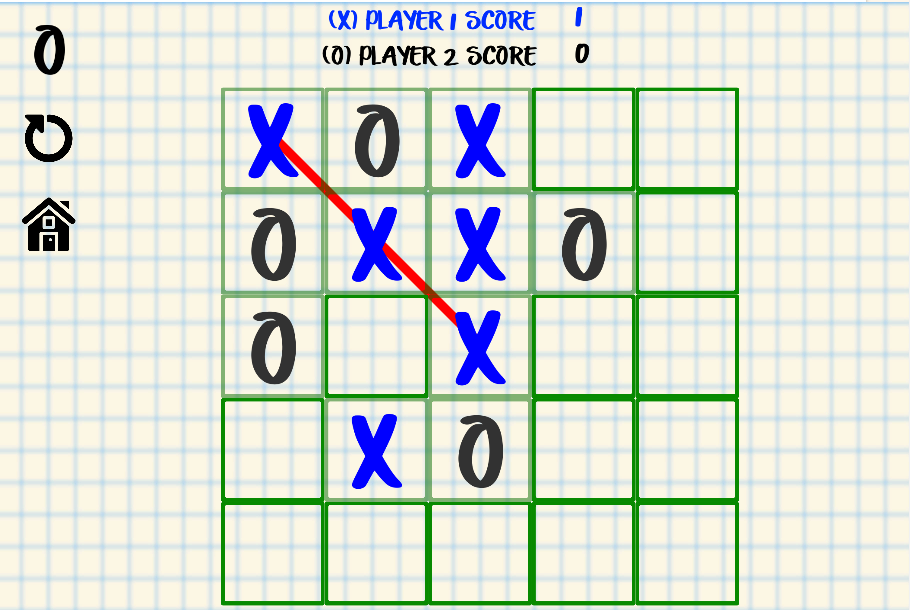 (X) PLAYER 1 SCORE 1
(O) PLAYER 2 SCORE 0
O
X O X
O X X O
O X
X O